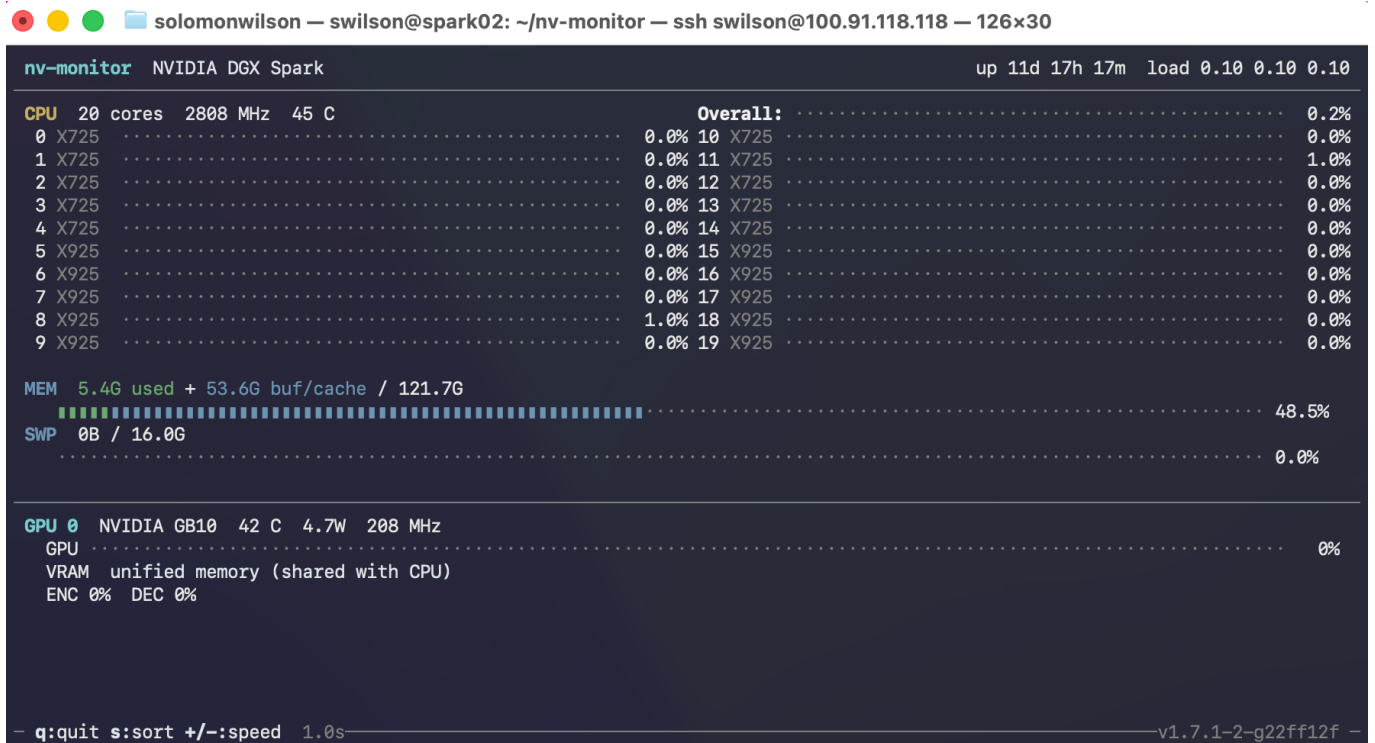 solomonwilson — swilson@spark02: ~/nv-monitor — ssh swilson@100.91.118.118 — 126×30
nv-monitor  NVIDIA DGX Spark  up 11d 17h 17m  load 0.10 0.10 0.10
CPU  20 cores  2808 MHz  45 C  Overall:  0.2%
0 X725  0.0% 10 X725  0.0%
1 X725  0.0% 11 X725  1.0%
2 X725  0.0% 12 X725  0.0%
3 X725  0.0% 13 X725  0.0%
4 X725  0.0% 14 X725  0.0%
5 X925  0.0% 15 X925  0.0%
6 X925  0.0% 16 X925  0.0%
7 X925  0.0% 17 X925  0.0%
8 X925  1.0% 18 X925  0.0%
9 X925  0.0% 19 X925  0.0%
MEM  5.4G used + 53.6G buf/cache / 121.7G
48.5%
SWP  0B / 16.0G
0.0%
GPU 0  NVIDIA GB10  42 C  4.7W  208 MHz
GPU  0%
VRAM  unified memory (shared with CPU)
ENC 0%  DEC 0%
q:quit s:sort +/-:speed  1.0s  v1.7.1-2-g22ff12f